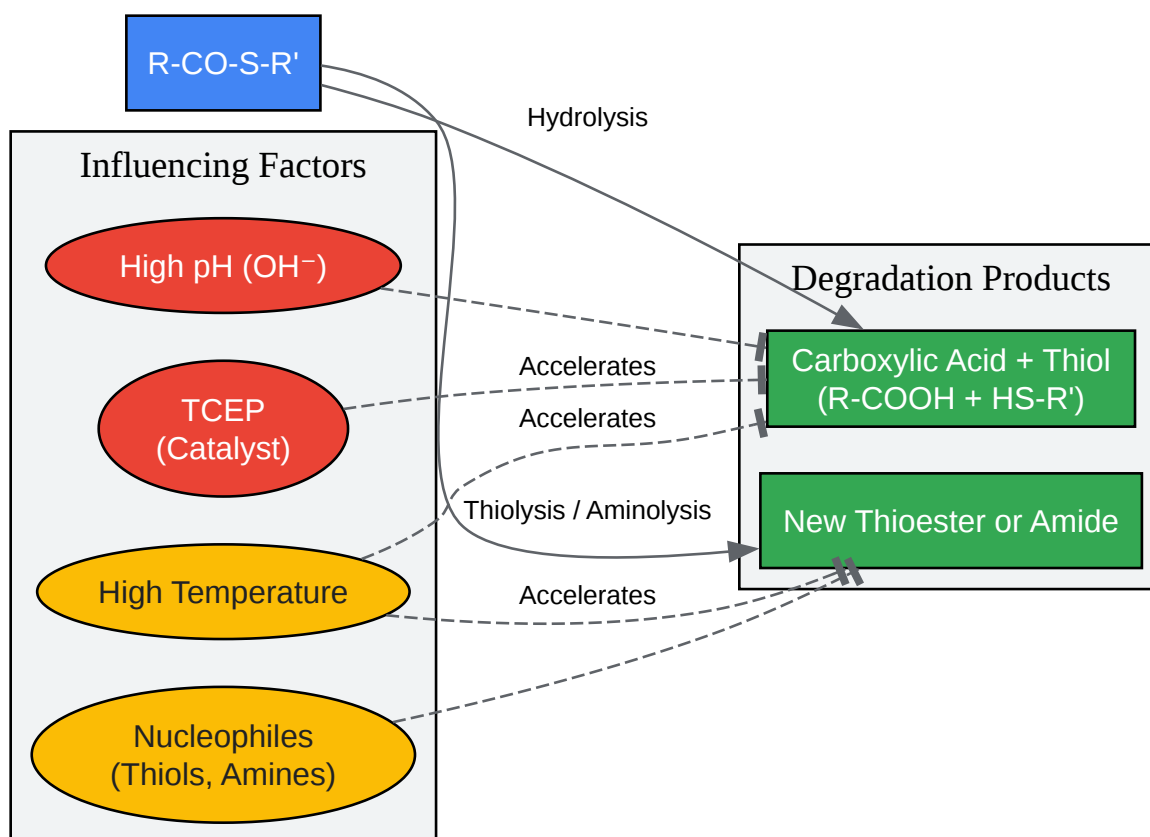 R-CO-S-R'
Hydrolysis
Influencing Factors
High pH (OH⁻)
Degradation Products
Carboxylic Acid + Thiol
(R-COOH + HS-R')
Accelerates
TCEP
(Catalyst)
Accelerates
Thiolysis / Aminolysis
New Thioester or Amide
High Temperature
Accelerates
Nucleophiles
(Thiols, Amines)